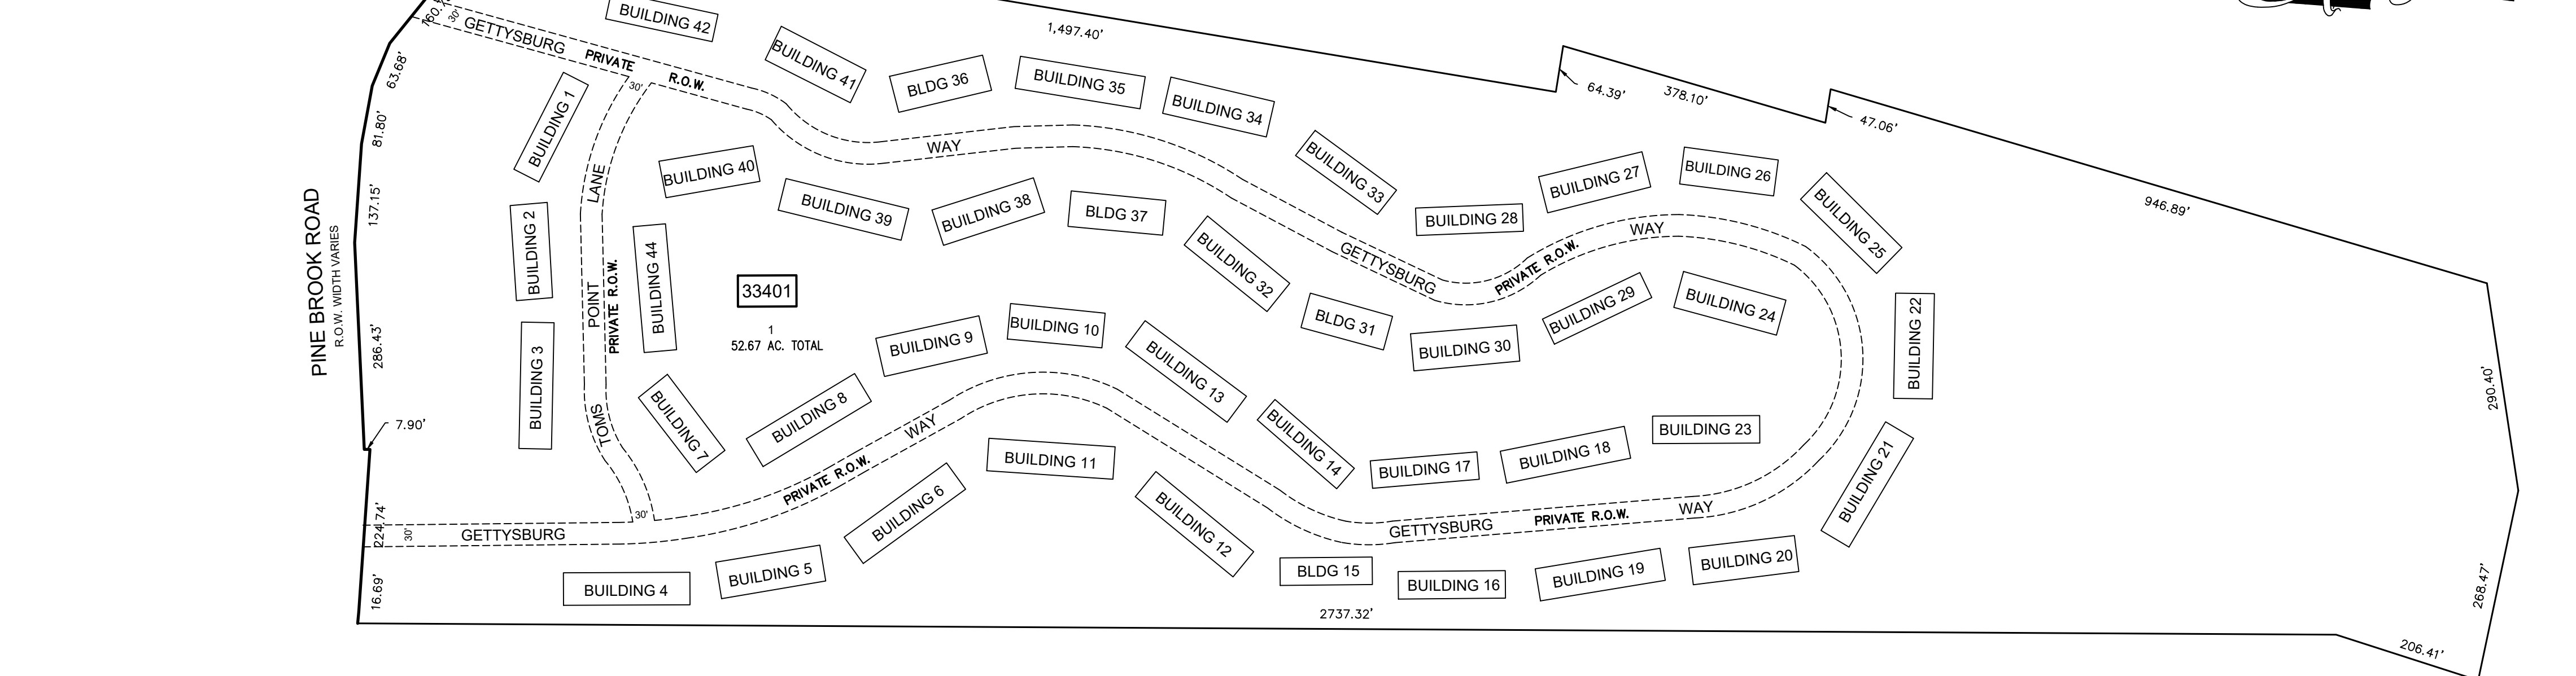 BUILDING 42
1,497.40'
30'
GETTYSBURG
PRIVATE
R.O.W.
BUILDING 41
BLDG 36
BUILDING 35
BUILDING 34
64.39'
378.10'
47.06'
63.68'
81.80'
137.15'
286.43'
7.90'
224.74'
16.69'
PINE BROOK ROAD
R.O.W. WIDTH VARIES
BUILDING 1
30'
WAY
BUILDING 33
BUILDING 27
BUILDING 26
BUILDING 25
946.89'
BUILDING 40
BUILDING 39
BUILDING 38
BLDG 37
BUILDING 32
BUILDING 28
WAY
PRIVATE R.O.W.
GETTYSBURG
BUILDING 2
LANE
POINT
TOMS
PRIVATE R.O.W.
BUILDING 44
33401
1
52.67 AC. TOTAL
BUILDING 9
BUILDING 10
BUILDING 13
BLDG 31
BUILDING 30
BUILDING 29
BUILDING 24
BUILDING 22
290.40'
BUILDING 3
BUILDING 7
BUILDING 8
WAY
PRIVATE R.O.W.
BUILDING 14
BUILDING 17
BUILDING 18
BUILDING 23
BUILDING 21
BUILDING 11
BUILDING 6
BUILDING 12
30'
30'
GETTYSBURG
GETTYSBURG
PRIVATE R.O.W.
WAY
BUILDING 4
BUILDING 5
BLDG 15
BUILDING 16
BUILDING 19
BUILDING 20
2737.32'
268.47'
206.41'